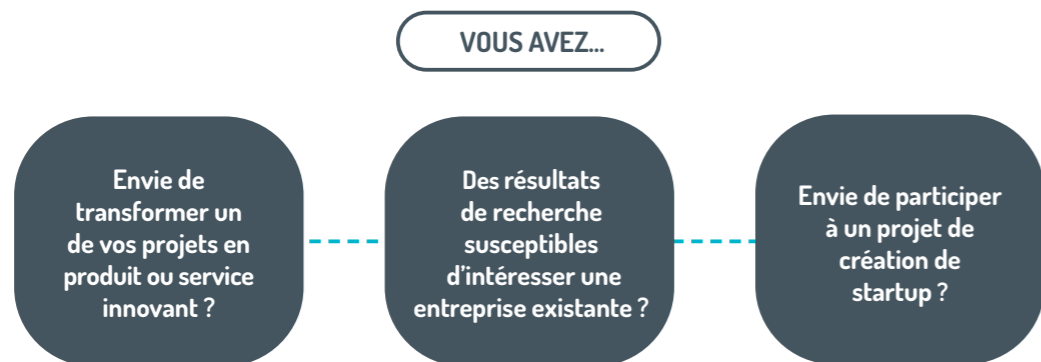 VOUS AVEZ...
Envie de
transformer un
de vos projets en
produit ou service
innovant ?
Des résultats
de recherche
susceptibles
d'intéresser une
entreprise existante ?
Envie de participer
à un projet de
création de
startup ?